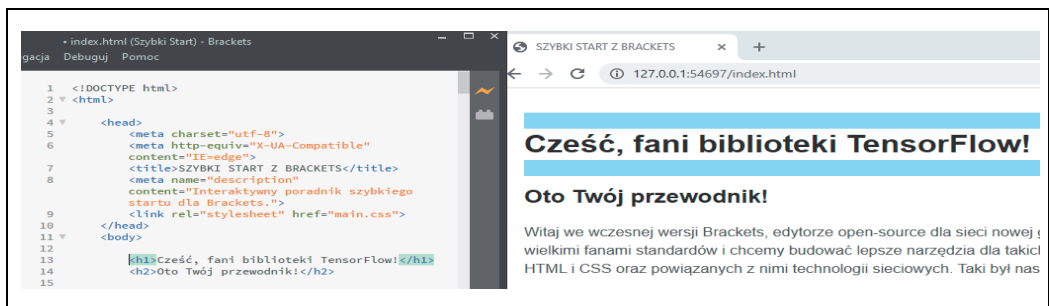 • index.html (Szybki Start) - Brackets
gacja Debuguj Pomoc
1 <!DOCTYPE html>
2 <html>
3
4 <head>
5 <meta charset="utf-8">
6 <meta http-equiv="X-UA-Compatible"
content="IE=edge">
7 <title>SZYBKI START Z BRACKETS</title>
8 <meta name="description"
content="Interaktywny poradnik szybkiego
startu dla Brackets.">
9 <link rel="stylesheet" href="main.css">
10 </head>
11 <body>
12
13 <h1>Cześć, fani biblioteki TensorFlow!</h1>
14 <h2>Oto Twój przewodnik!</h2>
15
SZYBKI START Z BRACKETS
127.0.0.1:54697/index.html
Cześć, fani biblioteki TensorFlow!
Oto Twój przewodnik!
Witaj we wczesnej wersji Brackets, edytorze open-source dla sieci nowej
wielkimi fanami standardów i chcemy budować lepsze narzędzia dla takich
HTML i CSS oraz powiązanych z nimi technologii sieciowych. Taki był nas